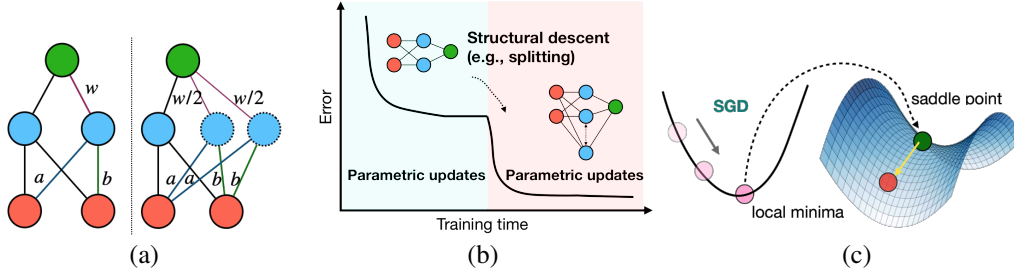 w
a
b
w/2
w/2
a
a
b
b
(a)
Error
Structural descent
(e.g., splitting)
Parametric updates
Parametric updates
Training time
(b)
SGD
saddle point
local minima
(c)